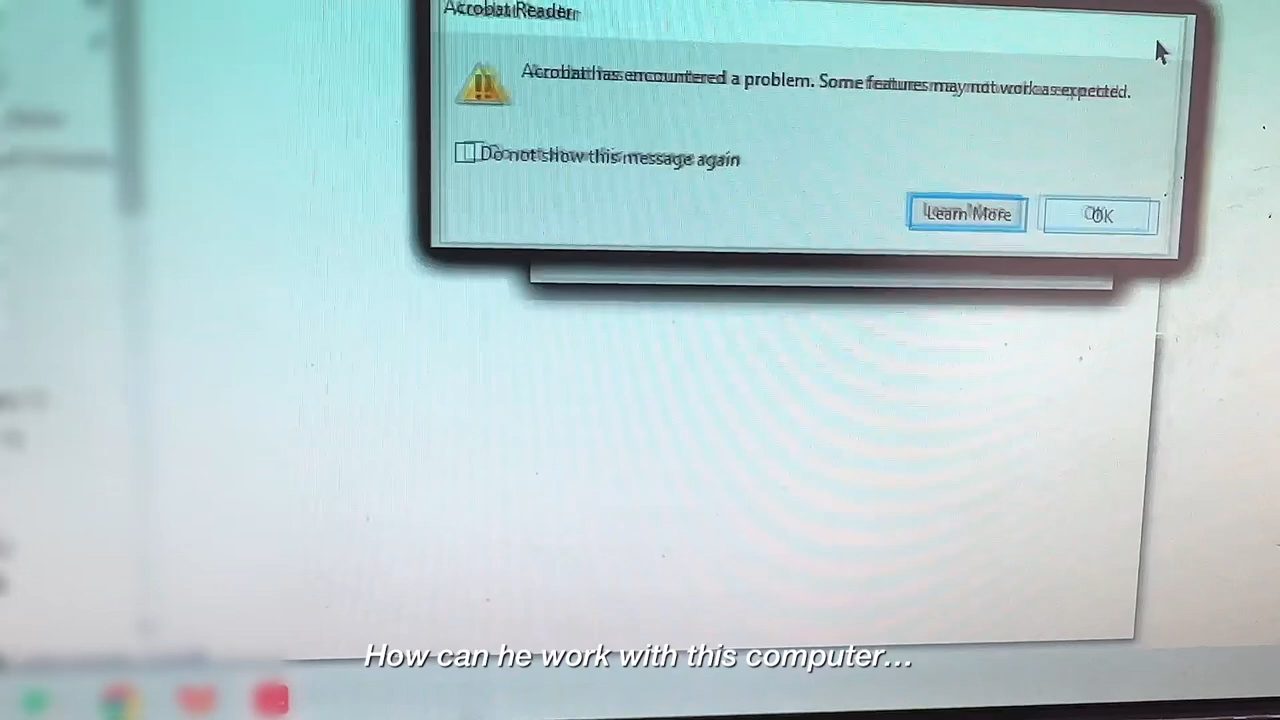 Acrobat Reader
Acrobat has encountered a problem. Some features may not work as expected.
Do not show this message again
Learn More
OK
How can he work with this computer...